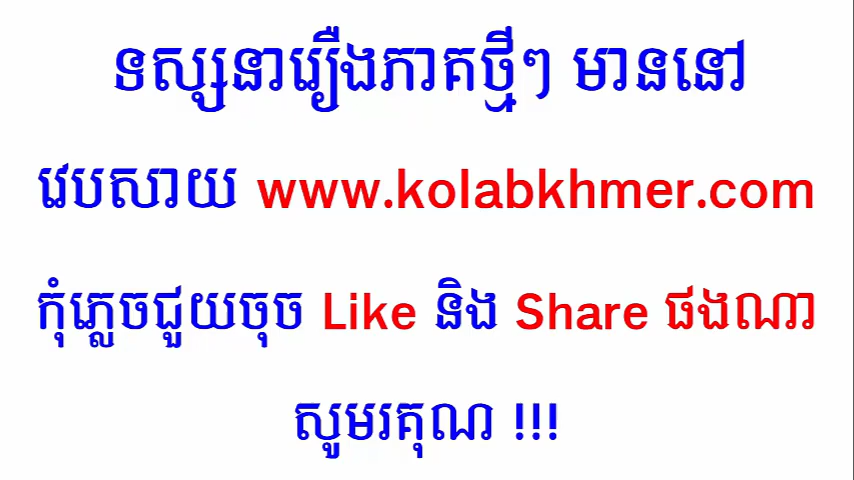 ទស្សនារឿងភាគថ្មីៗ មាននៅ
វេបសាយ www.kolabkhmer.com
កុំភ្លេចជួយចុច Like និង Share ផងណា
សូមរគុណ !!!